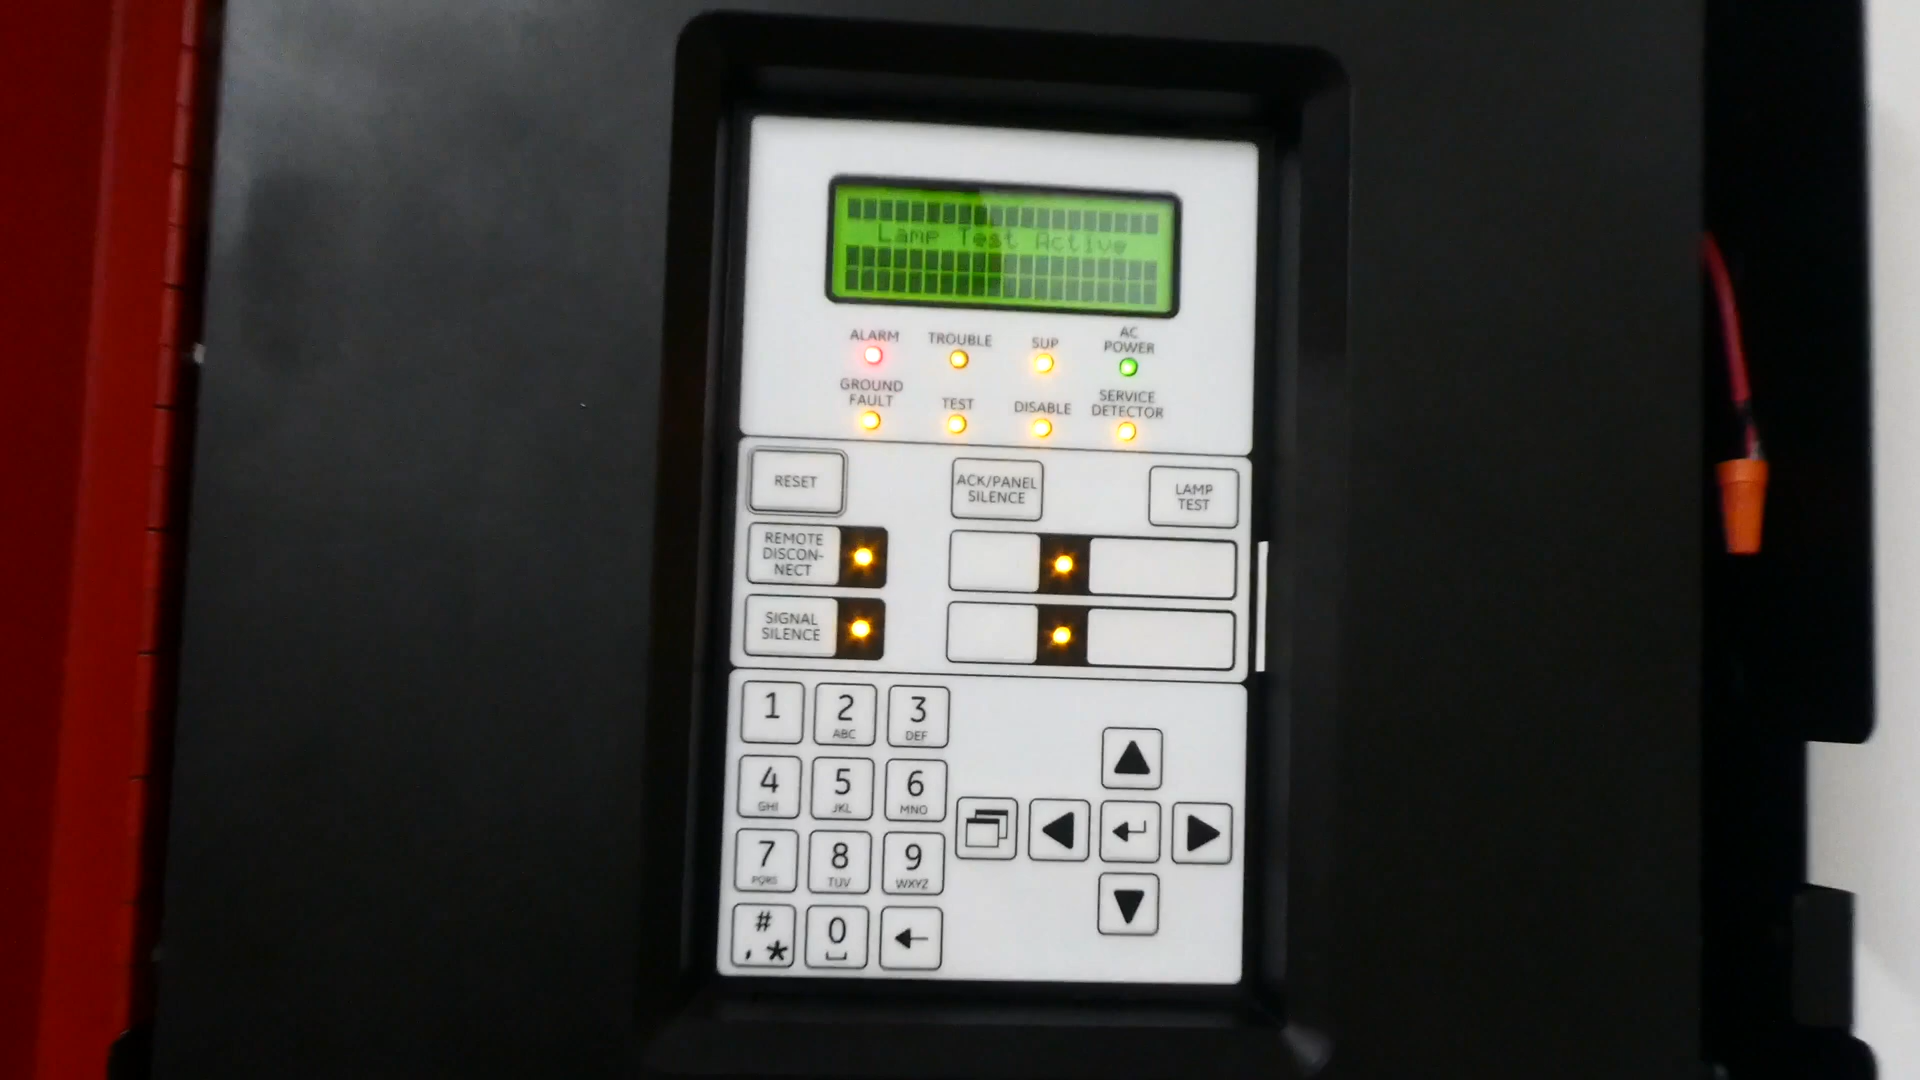 Lamp Test Active
ALARM
TROUBLE
SUP
AC
POWER
GROUND
FAULT
TEST
DISABLE
SERVICE
DETECTOR
RESET
ACK/PANEL
SILENCE
LAMP
TEST
REMOTE
DISCON-
NECT
SIGNAL
SILENCE
1
2
ABC
3
DEF
4
GHI
5
JKL
6
MNO
7
PQRS
8
TUV
9
WXYZ
#
, *
0